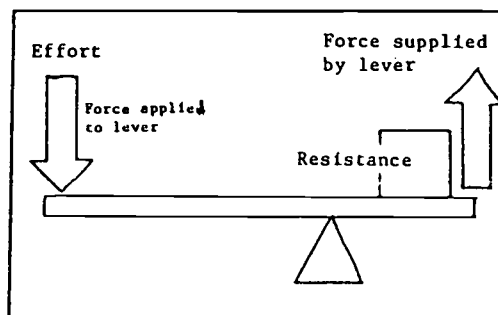 Effort
Force applied
to lever
Force supplied
by lever
Resistance